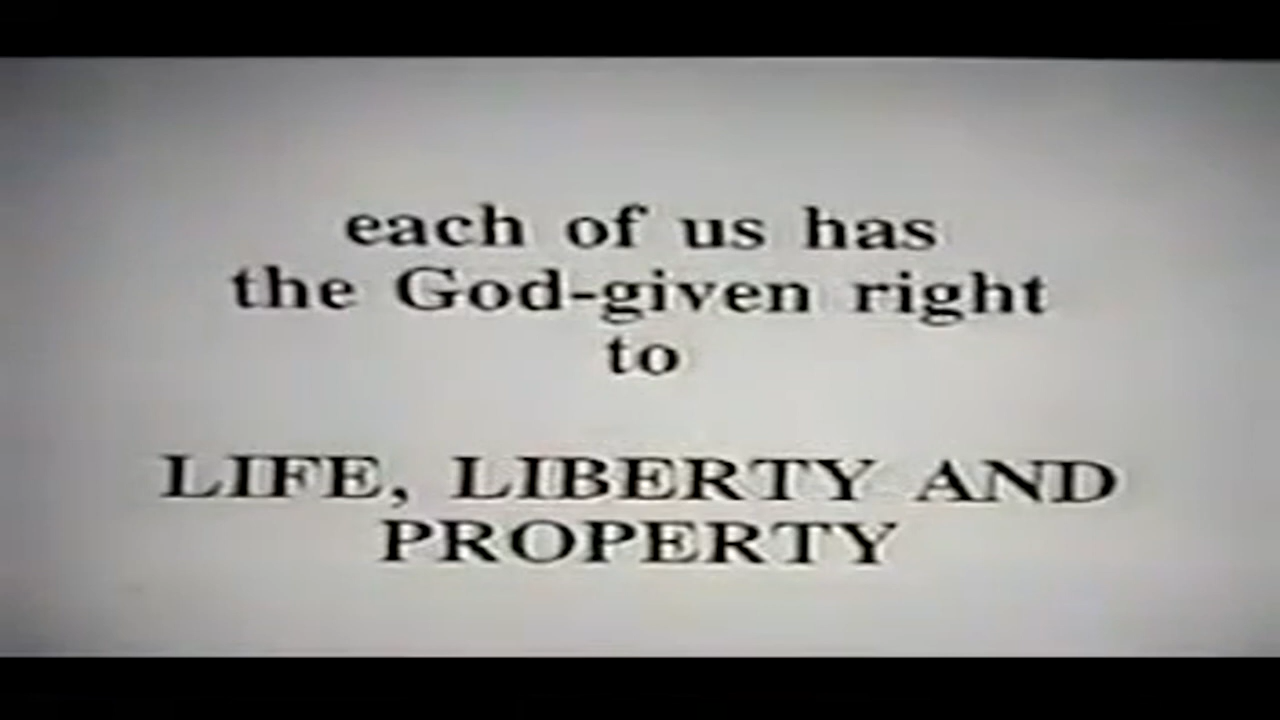 each of us has
the God-given right
to
LIFE, LIBERTY AND
PROPERTY